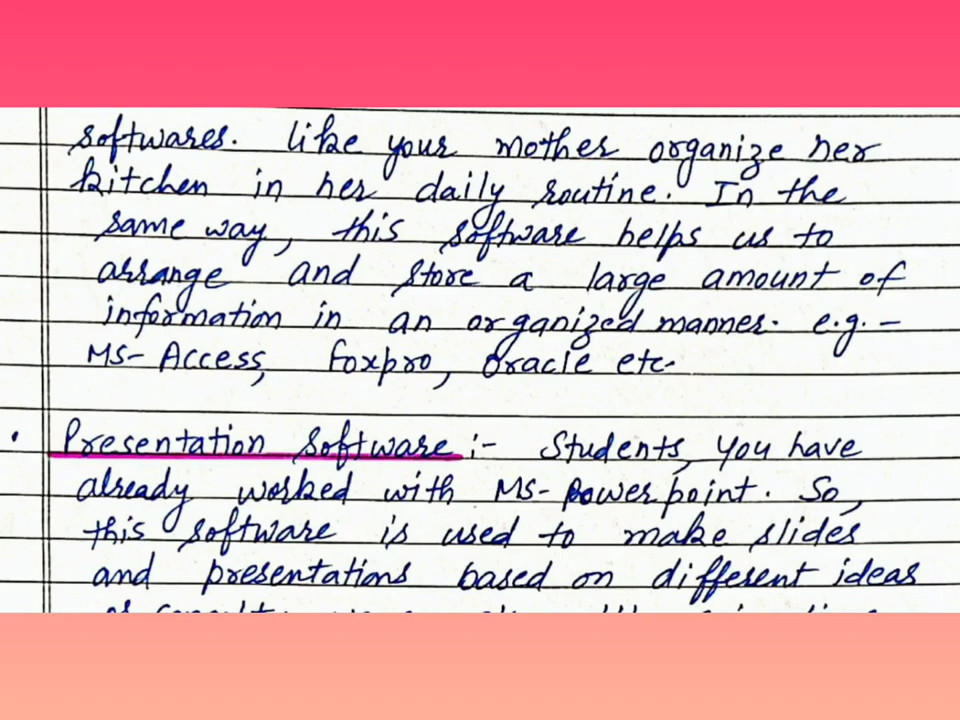 softwares. like your mother organize her
kitchen in her daily routine. In the
same way, this software helps us to
arrange and store a large amount of
information in an organized manner. e.g. -
MS- Access, Foxpro, Oracle etc-
• Presentation Software :- Students, you have
already worked with MS- Powerpoint. So,
this software is used to make slides
and presentations based on different ideas